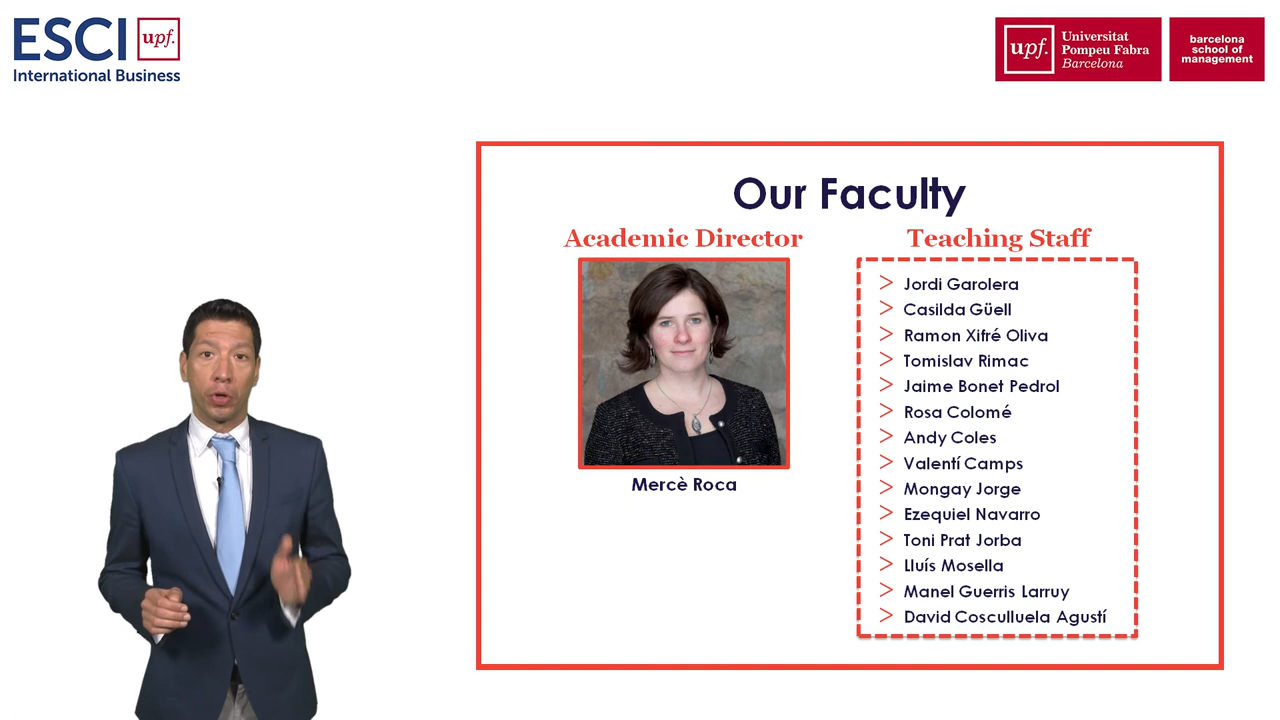 ESCI upf.
International Business
upf. Universitat
Pompeu Fabra
Barcelona
barcelona
school of
management
Our Faculty
Academic Director
Mercè Roca
Teaching Staff
> Jordi Garolera
> Casilda Güell
> Ramon Xifré Oliva
> Tomislav Rimac
> Jaime Bonet Pedrol
> Rosa Colomé
> Andy Coles
> Valentí Camps
> Mongay Jorge
> Ezequiel Navarro
> Toni Prat Jorba
> Lluís Mosella
> Manel Guerris Larruy
> David Cosculluela Agustí